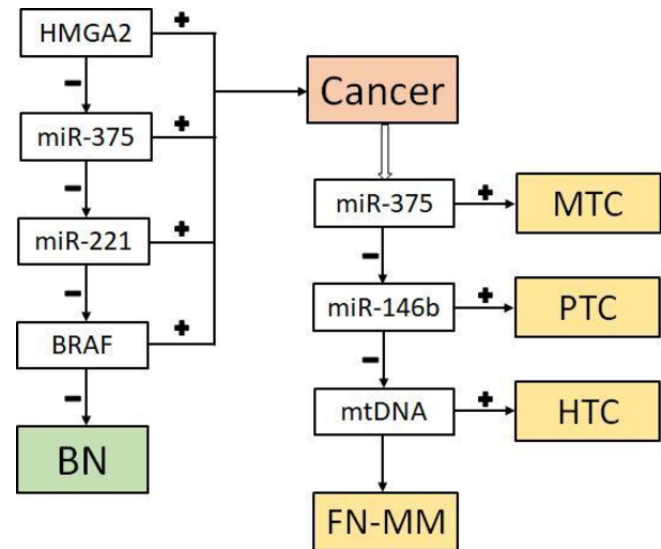 HMGA2
+
−
miR-375
+
−
miR-221
+
−
BRAF
+
−
BN
Cancer
miR-375
+
MTC
−
miR-146b
+
PTC
−
mtDNA
+
HTC
FN-MM